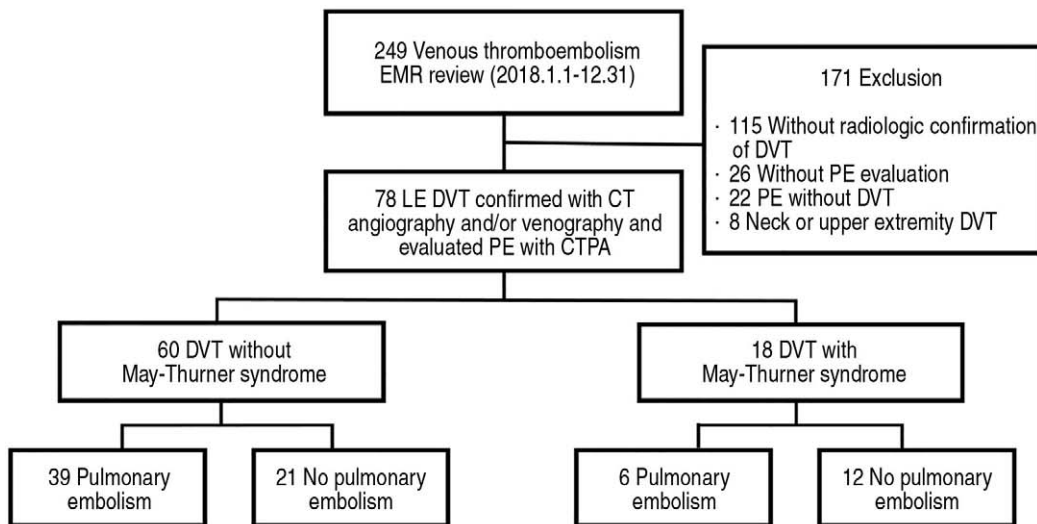 249 Venous thromboembolism
EMR review (2018.1.1-12.31)
171 Exclusion
· 115 Without radiologic confirmation
of DVT
· 26 Without PE evaluation
· 22 PE without DVT
· 8 Neck or upper extremity DVT
78 LE DVT confirmed with CT
angiography and/or venography and
evaluated PE with CTPA
60 DVT without
May-Thurner syndrome
18 DVT with
May-Thurner syndrome
39 Pulmonary
embolism
21 No pulmonary
embolism
6 Pulmonary
embolism
12 No pulmonary
embolism